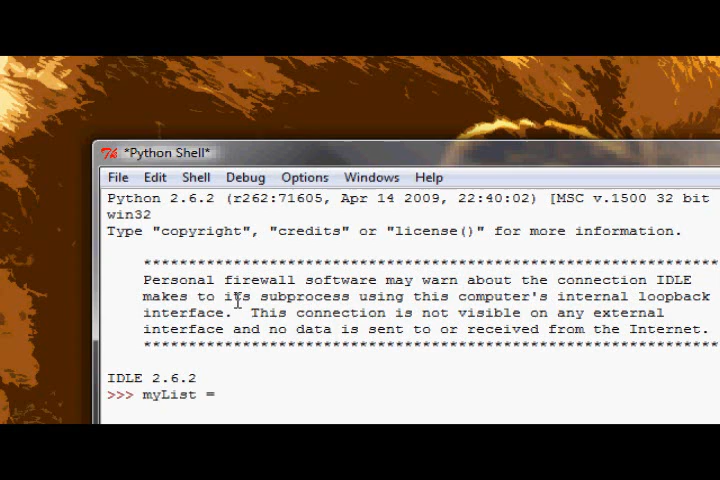 *Python Shell*
File Edit Shell Debug Options Windows Help
Python 2.6.2 (r262:71605, Apr 14 2009, 22:40:02) [MSC v.1500 32 bit
win32
Type "copyright", "credits" or "license()" for more information.
****************************************************************
Personal firewall software may warn about the connection IDLE
makes to its subprocess using this computer's internal loopback
interface. This connection is not visible on any external
interface and no data is sent to or received from the Internet.
****************************************************************
IDLE 2.6.2
>>> myList =